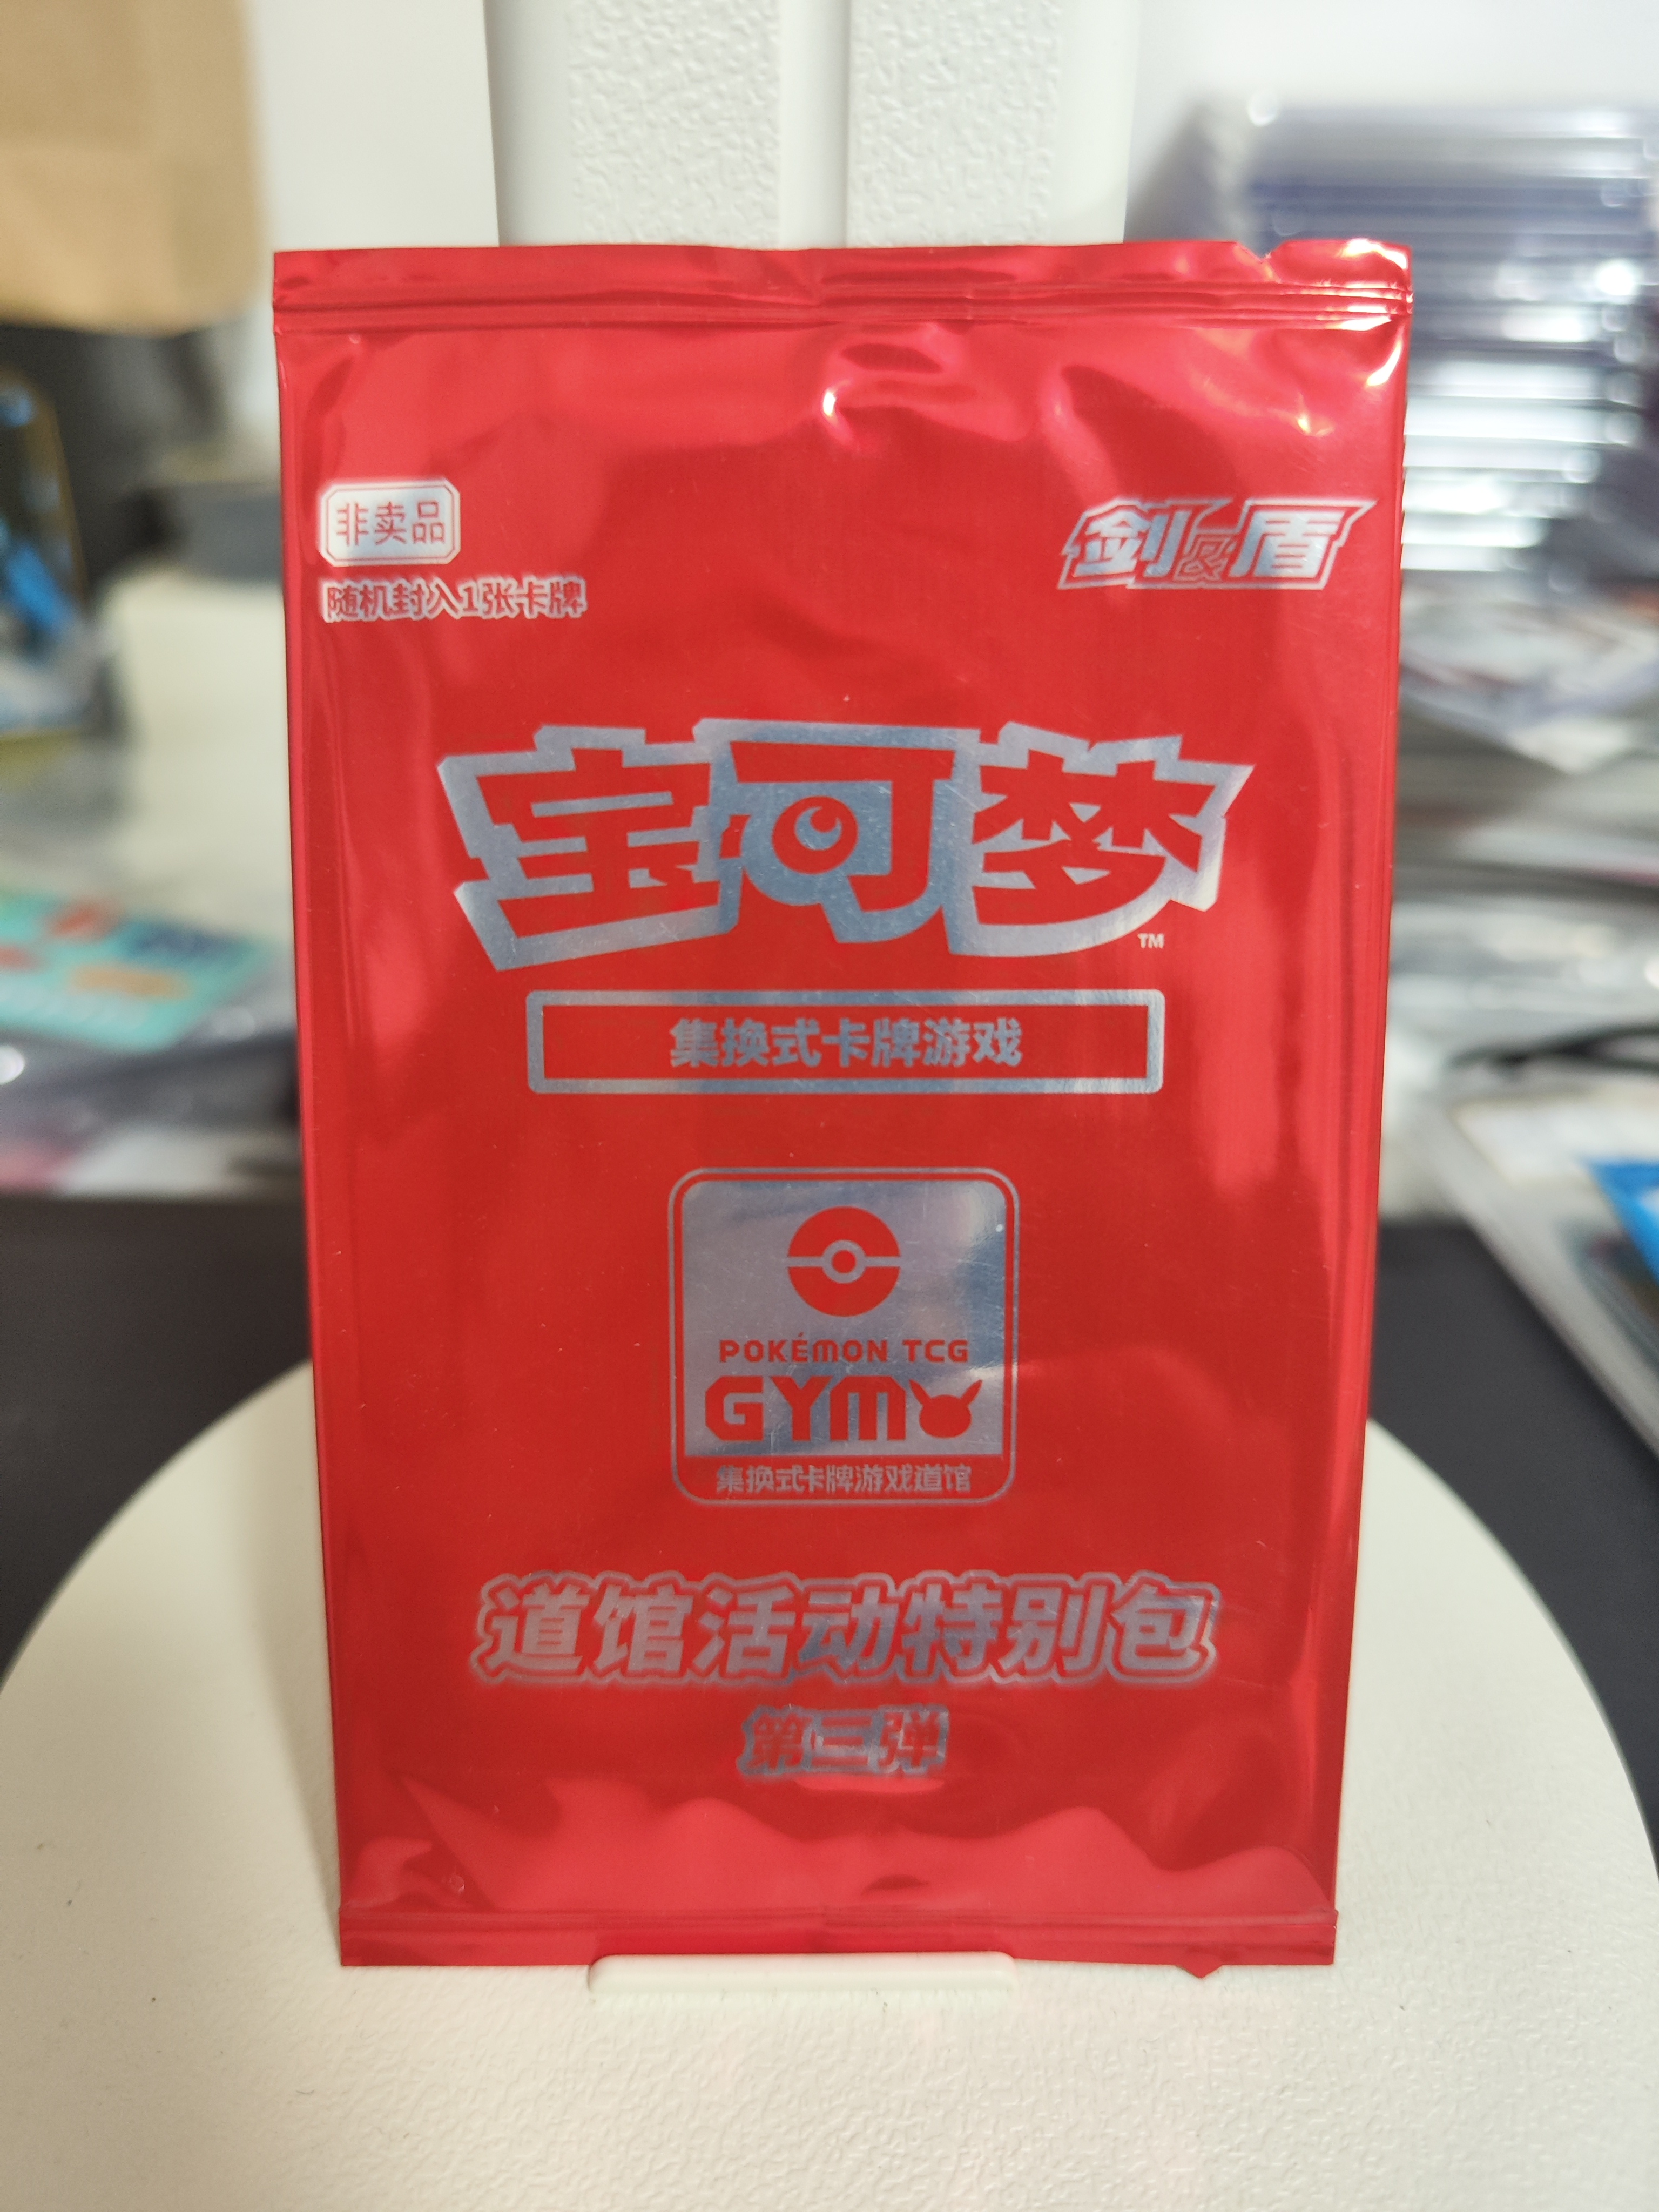 非卖品
随机封入1张卡牌
剑&盾
宝可梦
TM
集换式卡牌游戏
POKÉMON TCG
GYM
集换式卡牌游戏道馆
道馆活动特别包
第三弹